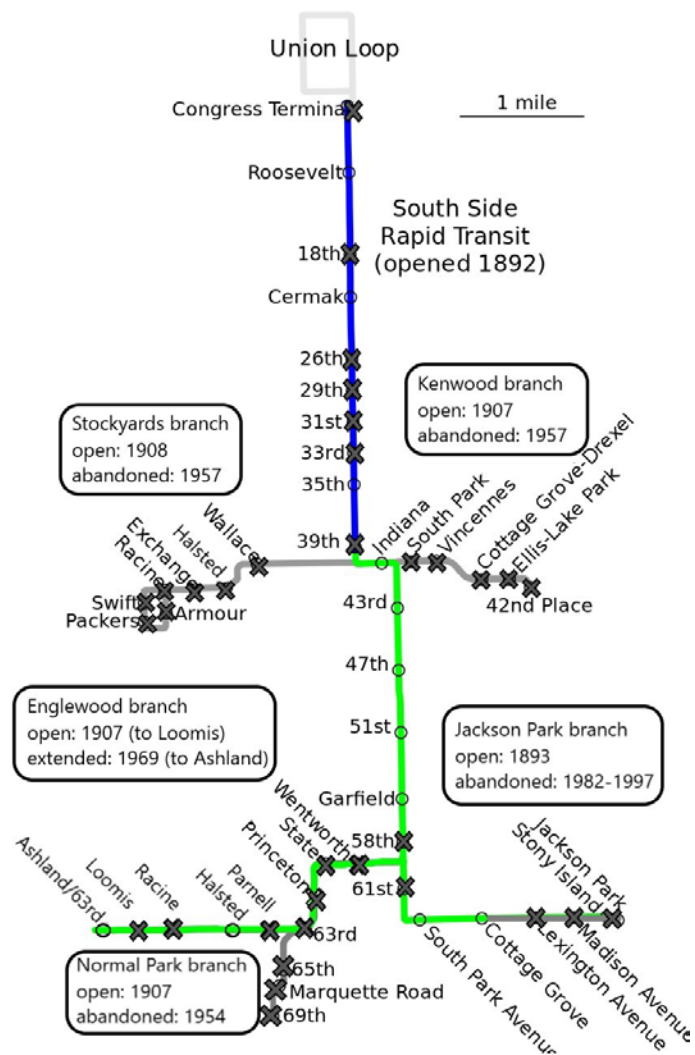 Union Loop
Congress Termina
1 mile
Roosevelt
South Side
Rapid Transit
(opened 1892)
18th
Cermak
26th
29th
31st
33rd
35th
39th
Kenwood branch
open: 1907
abandoned: 1957
Stockyards branch
open: 1908
abandoned: 1957
Wallace
Halsted
Exchange
Racine
Swift
Packers
Armour
Indiana
South Park
Vincennes
Cottage Grove-Drexel
Ellis-Lake Park
42nd Place
43rd
47th
51st
Garfield
58th
61st
Englewood branch
open: 1907 (to Loomis)
extended: 1969 (to Ashland)
Jackson Park branch
open: 1893
abandoned: 1982-1997
Wentworth
State
Princeton
Parnell
Halsted
Racine
Loomis
Ashland/63rd
63rd
65th
Marquette Road
69th
Normal Park branch
open: 1907
abandoned: 1954
South Park Avenue
Cottage Grove
Lexington Avenue
Madison Avenue
Stony Island
Jackson Park